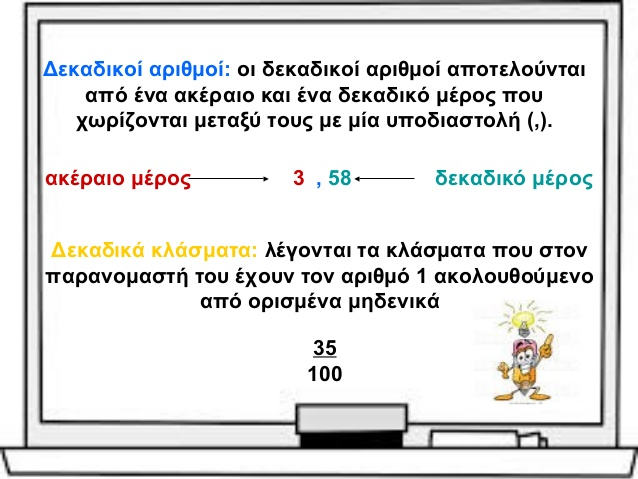 Δεκαδικοί αριθμοί: οι δεκαδικοί αριθμοί αποτελούνται
από ένα ακέραιο και ένα δεκαδικό μέρος που
χωρίζονται μεταξύ τους με μία υποδιαστολή (,).
ακέραιο μέρος 3 , 58 δεκαδικό μέρος
Δεκαδικά κλάσματα: λέγονται τα κλάσματα που στον
παρανομαστή του έχουν τον αριθμό 1 ακολουθούμενο
από ορισμένα μηδενικά
35
100